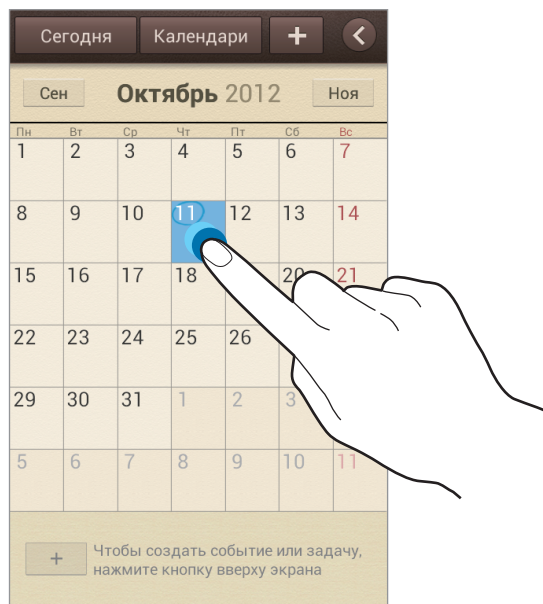 Сегодня Календари +
Сен Октябрь 2012 Ноя
Пн Вт Ср Чт Пт Сб Вс
1 2 3 4 5 6 7
8 9 10 11 12 13 14
15 16 17 18 20 21
22 23 24 25 26
29 30 31 1 2 3
5 6 7 8 9 10 11
+ Чтобы создать событие или задачу,
нажмите кнопку вверху экрана